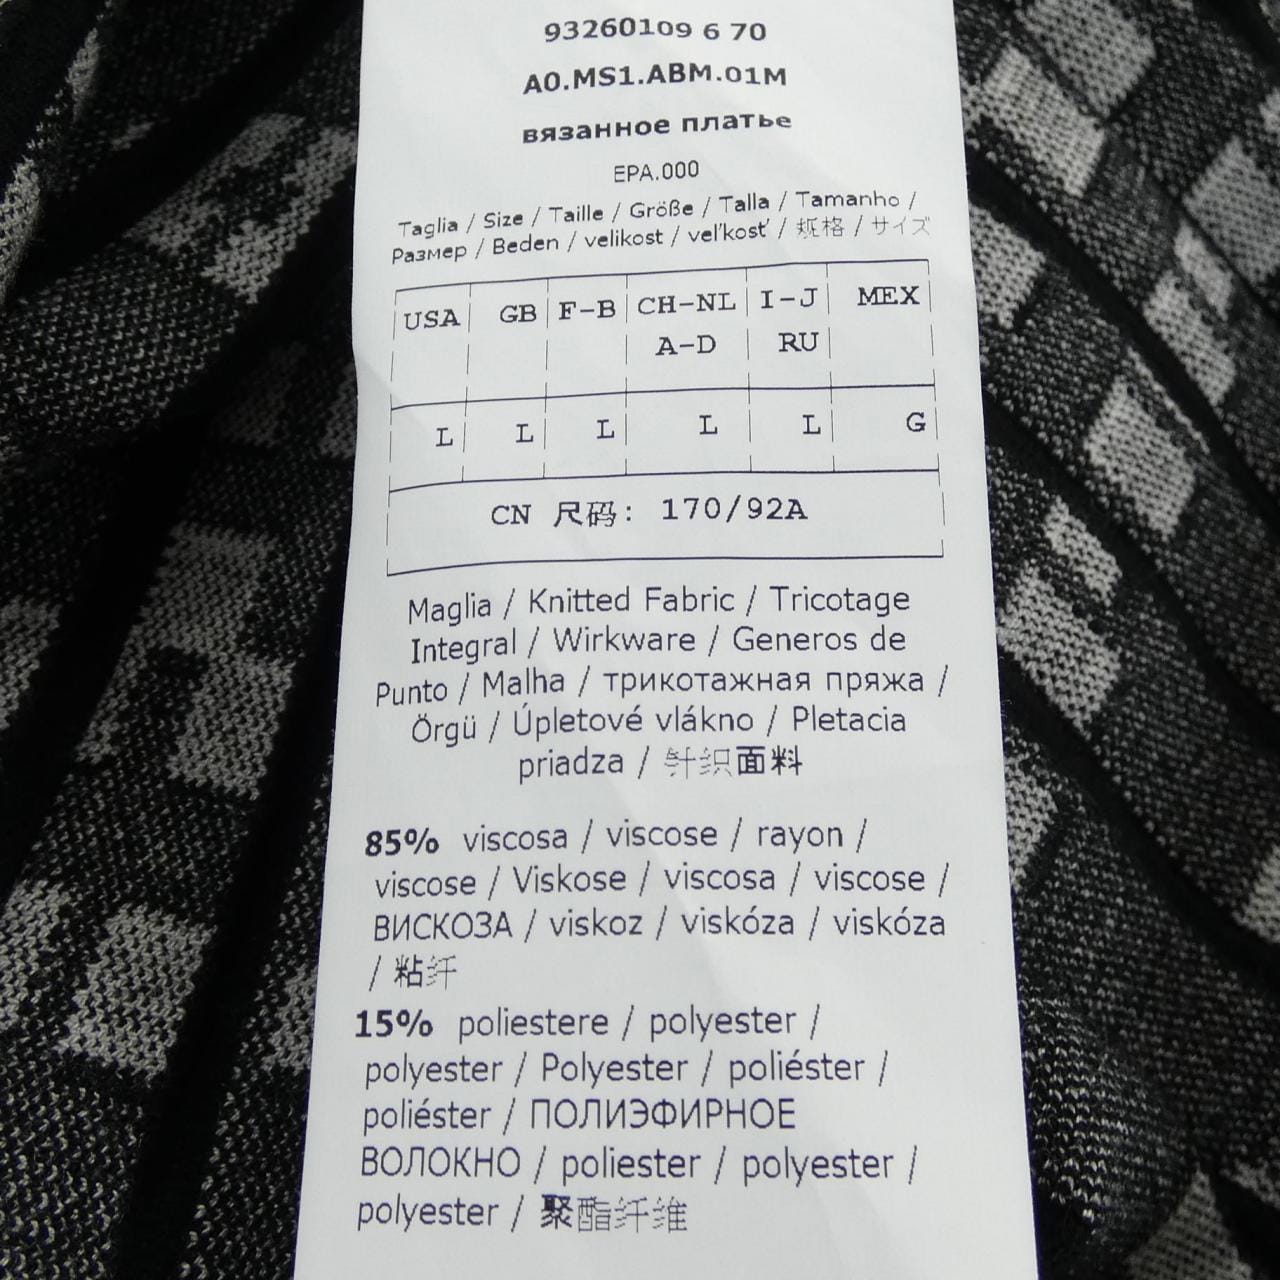 93260109 6 70
A0.MS1.ABM.01M
вязанное платье
EPA.000
Taglia / Size / Taille / Größe / Talla / Tamanho /
Размер / Beden / velikost / veľkosť / 规格 / サイズ
USA GB F-B CH-NL I-J MEX
A-D RU
L L L L L G
CN 尺码: 170/92A
Maglia / Knitted Fabric / Tricotage
Integral / Wirkware / Generos de
Punto / Malha / трикотажная пряжа /
Örgü / Úpletové vlákno / Pletacia
priadza / 针织面料
85% viscosa / viscose / rayon /
viscose / Viskose / viscosa / viscose /
ВИСКОЗА / viskoz / viskóza / viskóza
/ 粘纤
15% poliestere / polyester /
polyester / Polyester / poliéster /
poliéster / ПОЛИЭФИРНОЕ
ВОЛОКНО / poliester / polyester /
polyester / 聚酯纤维